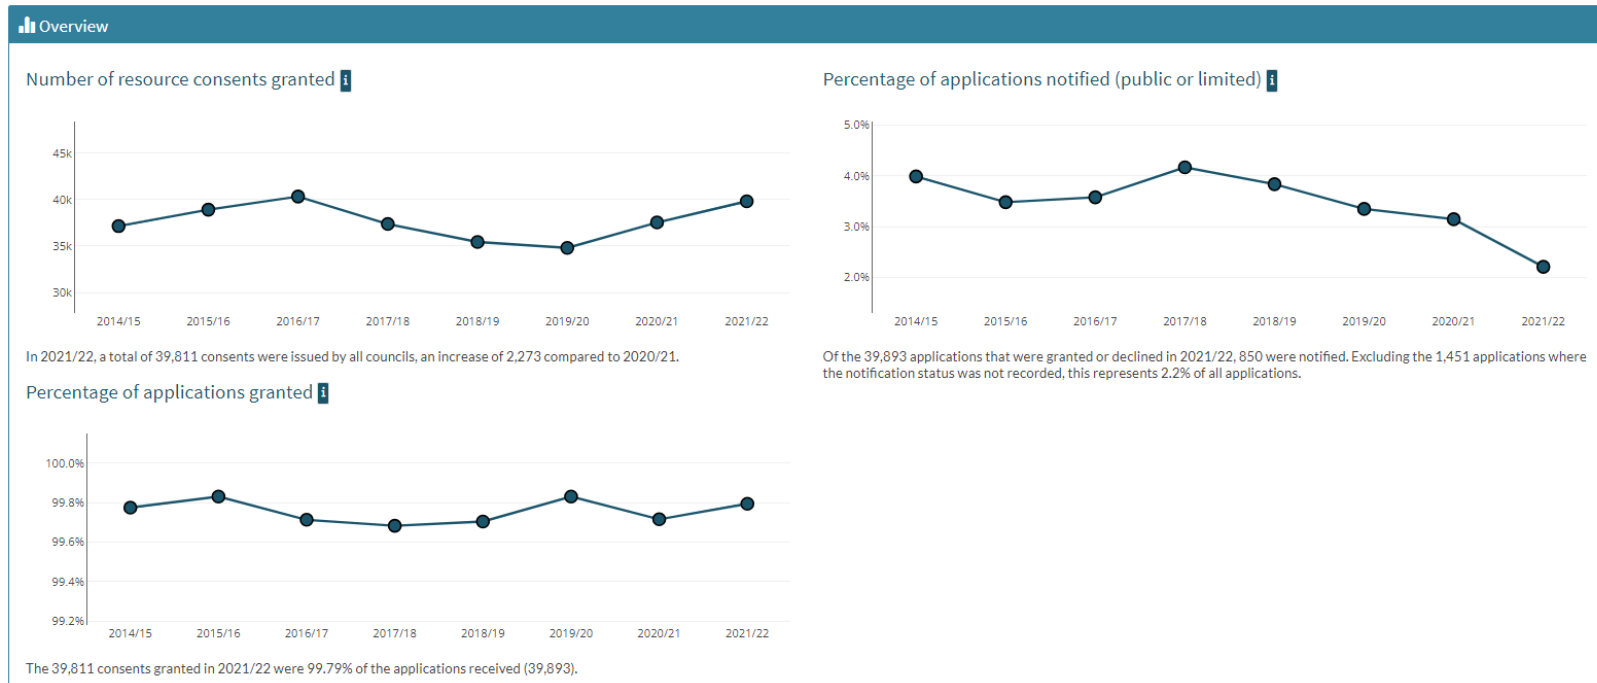 Overview
Number of resource consents granted i
45k
40k
35k
30k
2014/15 2015/16 2016/17 2017/18 2018/19 2019/20 2020/21 2021/22
In 2021/22, a total of 39,811 consents were issued by all councils, an increase of 2,273 compared to 2020/21.
Percentage of applications notified (public or limited) i
5.0%
4.0%
3.0%
2.0%
2014/15 2015/16 2016/17 2017/18 2018/19 2019/20 2020/21 2021/22
Of the 39,893 applications that were granted or declined in 2021/22, 850 were notified. Excluding the 1,451 applications where
the notification status was not recorded, this represents 2.2% of all applications.
Percentage of applications granted i
100.0%
99.8%
99.6%
99.4%
99.2%
2014/15 2015/16 2016/17 2017/18 2018/19 2019/20 2020/21 2021/22
The 39,811 consents granted in 2021/22 were 99.79% of the applications received (39,893).